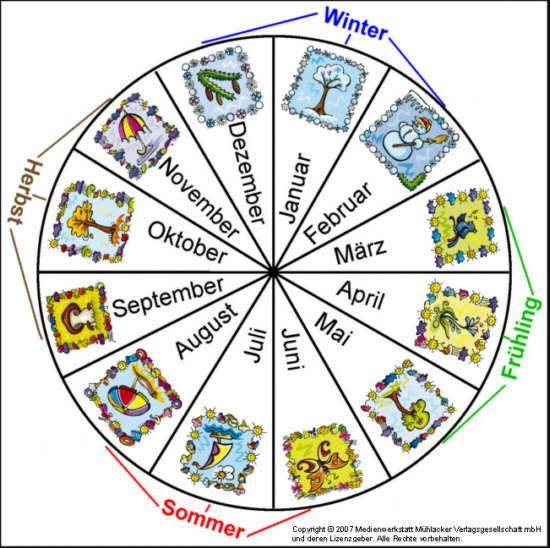 Winter
Januar
Februar
März
April
Mai
Juni
Juli
August
September
Oktober
November
Dezember
Frühling
Sommer
Herbst
Copyright © 2007 Medienwerkstatt Mühlacker Verlagsgesellschaft mbH
und deren Lizenzgeber. Alle Rechte vorbehalten.